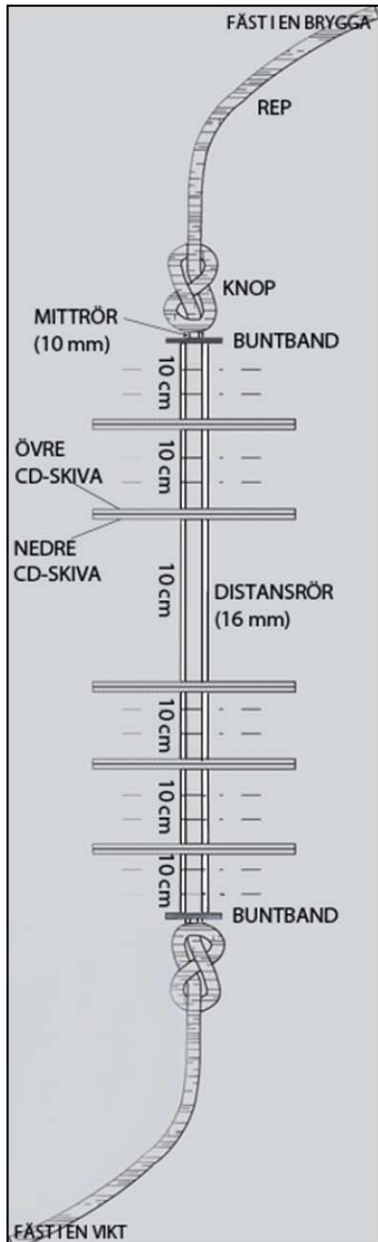 FÄST I EN BRYGGA
REP
KNOP
MITTRÖR
(10 mm)
BUNTBAND
10 cm
10 cm
ÖVRE
CD-SKIVA
NEDRE
CD-SKIVA
10 cm
DISTANSRÖR
(16 mm)
10 cm
10 cm
10 cm
BUNTBAND
FÄST I EN VIKT